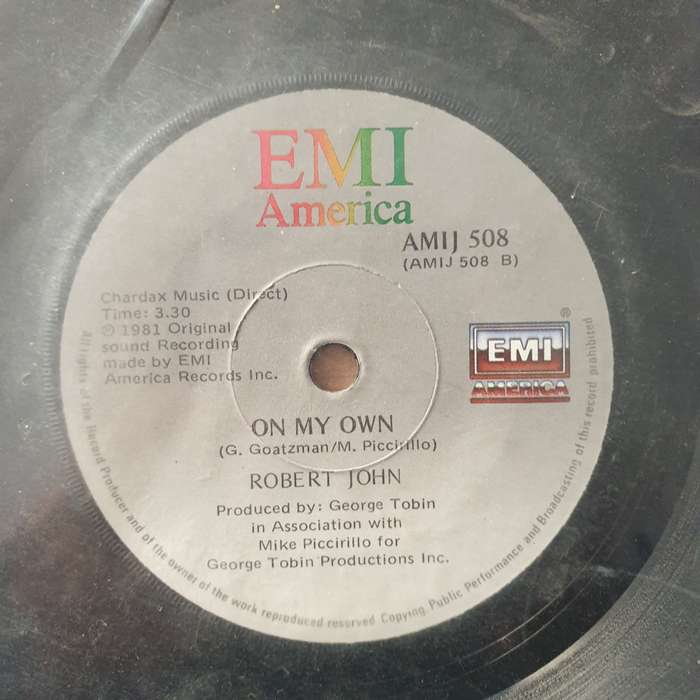 EMI
America
AMIJ 508
(AMIJ 508 B)
Chardax Music (Direct)
Time: 3.30
℗ 1981 Original
sound Recording
made by EMI
America Records Inc.
®
EMI
AMERICA
ON MY OWN
(G. Goatzman/M. Piccirillo)
ROBERT JOHN
Produced by: George Tobin
in Association with
Mike Piccirillo for
George Tobin Productions Inc.
All rights of the Record Producer and of the owner of the work reproduced reserved Copying, Public Performance and Broadcasting of this record prohibited